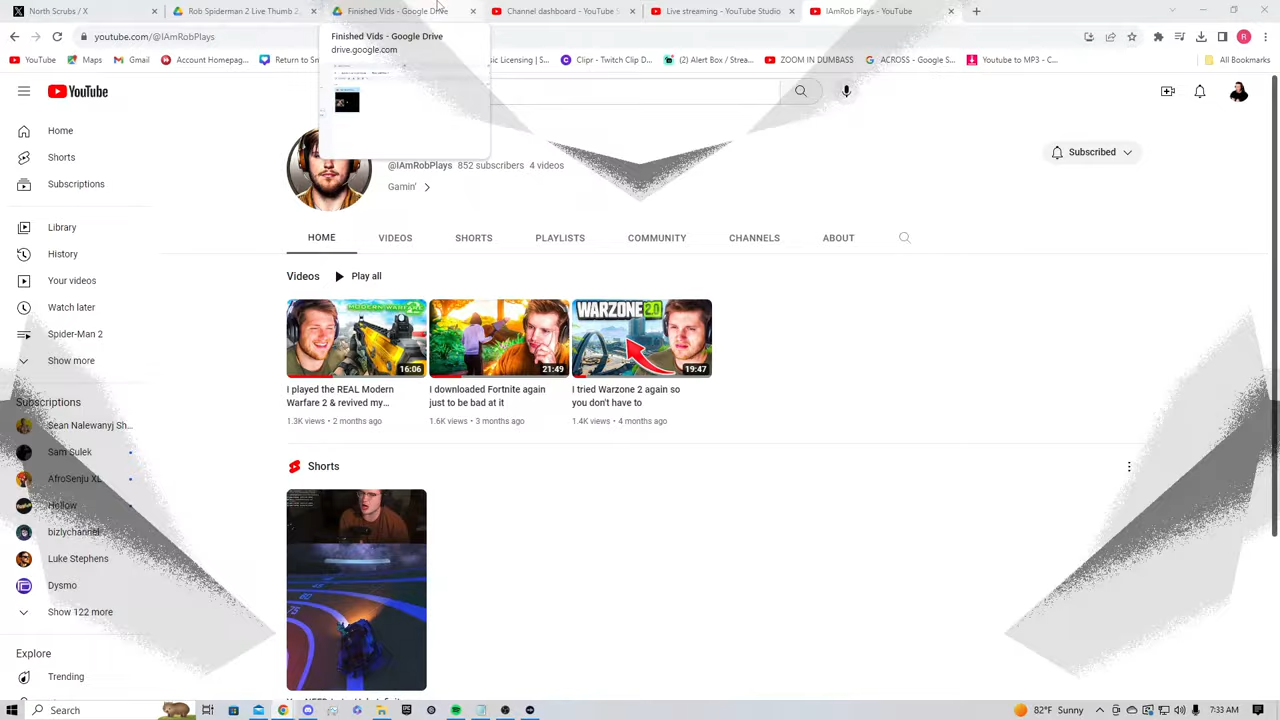 North Scrubs / X
Rob Spiderman 2 Live Thumb 2.
Finished Vids - Google Drive
Channel dashboard - YouTube S
Live streaming - YouTube Studio
IAmRob Plays - YouTube
youtube.com/@IAmRobPlays
Finished Vids - Google Drive
drive.google.com
YouTube
Maps
Gmail
Account Homepag...
Return to Sn
ic Licensing | S...
Clipr - Twitch Clip D...
(2) Alert Box / Strea...
ZOOM IN DUMBASS
ACROSS - Google S...
Youtube to MP3 - C...
All Bookmarks
YouTube
Home
Shorts
Subscriptions
Library
History
Your videos
Watch later
Spider-Man 2
Show more
Subscriptions
Sean Nalewanyj Sh...
Sam Sulek
AfroSenju XL
Luke Stephens
Dysmo
Show 122 more
Explore
Trending
@IAmRobPlays 852 subscribers 4 videos
Gamin'
Subscribed
HOME
VIDEOS
SHORTS
PLAYLISTS
COMMUNITY
CHANNELS
ABOUT
Videos
Play all
MODERN WARFARE 2
16:06
21:49
WARZONE 2.0
19:47
I played the REAL Modern
Warfare 2 & revived my...
1.3K views • 2 months ago
I downloaded Fortnite again
just to be bad at it
1.6K views • 3 months ago
I tried Warzone 2 again so
you don't have to
1.4K views • 4 months ago
Shorts
Search
82°F Sunny
7:33 AM